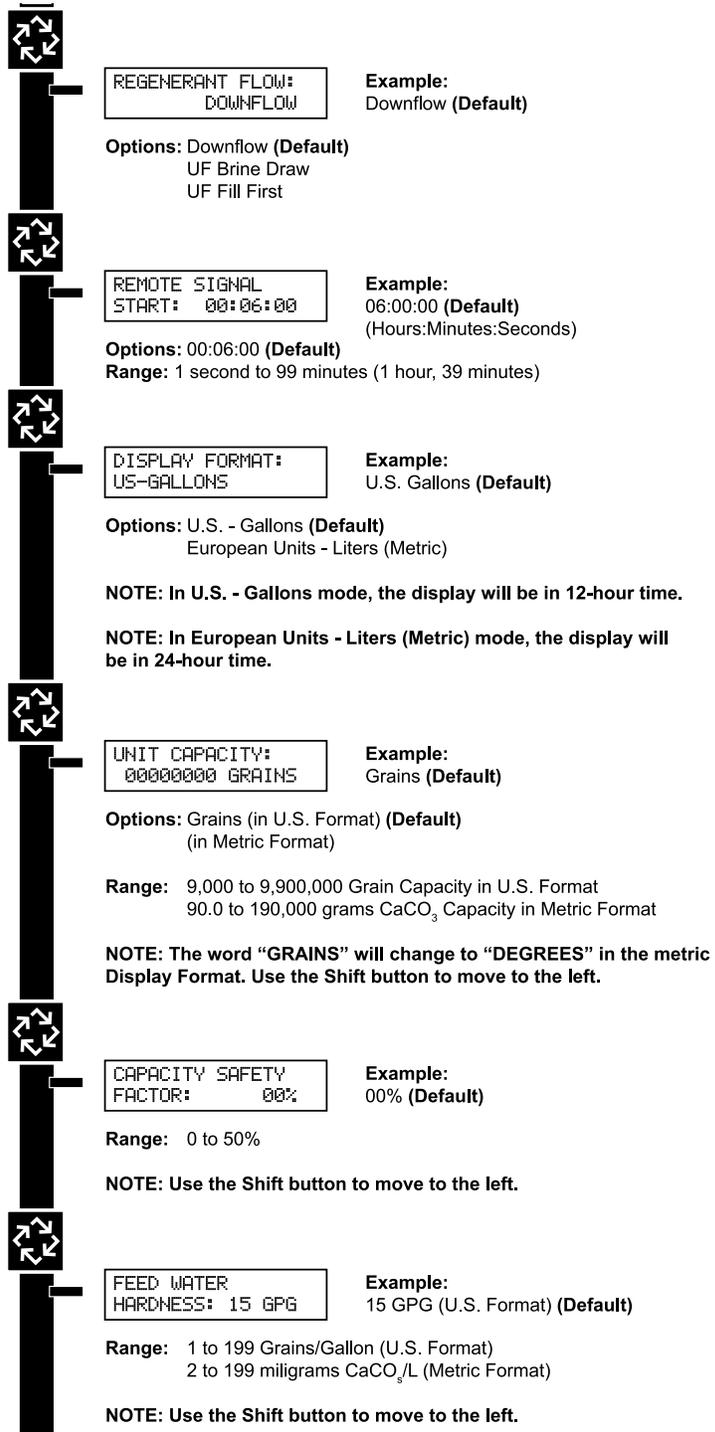 REGENERANT FLOW:
DOWNFLOW
Example:
Downflow (Default)
Options: Downflow (Default)
UF Brine Draw
UF Fill First
REMOTE SIGNAL
START: 00:06:00
Example:
06:00:00 (Default)
(Hours:Minutes:Seconds)
Options: 00:06:00 (Default)
Range: 1 second to 99 minutes (1 hour, 39 minutes)
DISPLAY FORMAT:
US-GALLONS
Example:
U.S. Gallons (Default)
Options: U.S. - Gallons (Default)
European Units - Liters (Metric)
NOTE: In U.S. - Gallons mode, the display will be in 12-hour time.
NOTE: In European Units - Liters (Metric) mode, the display will
be in 24-hour time.
UNIT CAPACITY:
00000000 GRAINS
Example:
Grains (Default)
Options: Grains (in U.S. Format) (Default)
(in Metric Format)
Range: 9,000 to 9,900,000 Grain Capacity in U.S. Format
90.0 to 190,000 grams CaCO₃ Capacity in Metric Format
NOTE: The word “GRAINS” will change to “DEGREES” in the metric
Display Format. Use the Shift button to move to the left.
CAPACITY SAFETY
FACTOR: 00%
Example:
00% (Default)
Range: 0 to 50%
NOTE: Use the Shift button to move to the left.
FEED WATER
HARDNESS: 15 GPG
Example:
15 GPG (U.S. Format) (Default)
Range: 1 to 199 Grains/Gallon (U.S. Format)
2 to 199 miligrams CaCOₛ/L (Metric Format)
NOTE: Use the Shift button to move to the left.